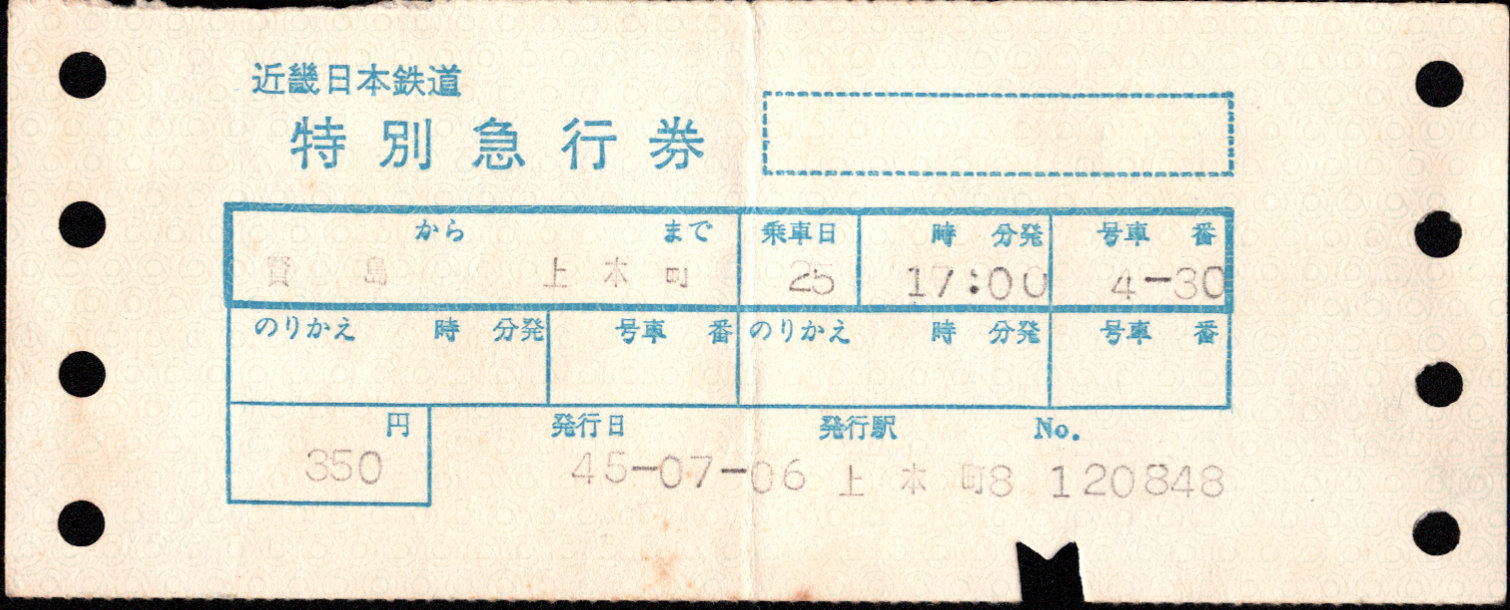 近畿日本鉄道
特別急行券
から まで 乗車日 時 分発 号車 番
賢島 上本町 25 17:00 4-30
のりかえ 時 分発 号車 番 のりかえ 時 分発 号車 番
円 発行日 発行駅 No.
350 45-07-06 上本町8 120848